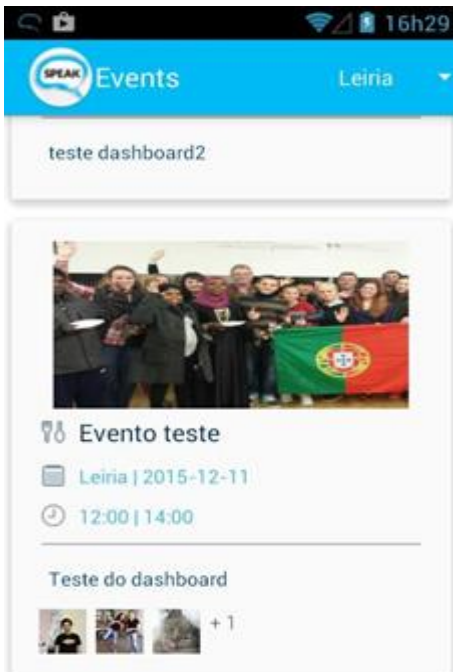 16h29
SPEAK Events Leiria
teste dashboard2
Evento teste
Leiria | 2015-12-11
12:00 | 14:00
Teste do dashboard
+ 1